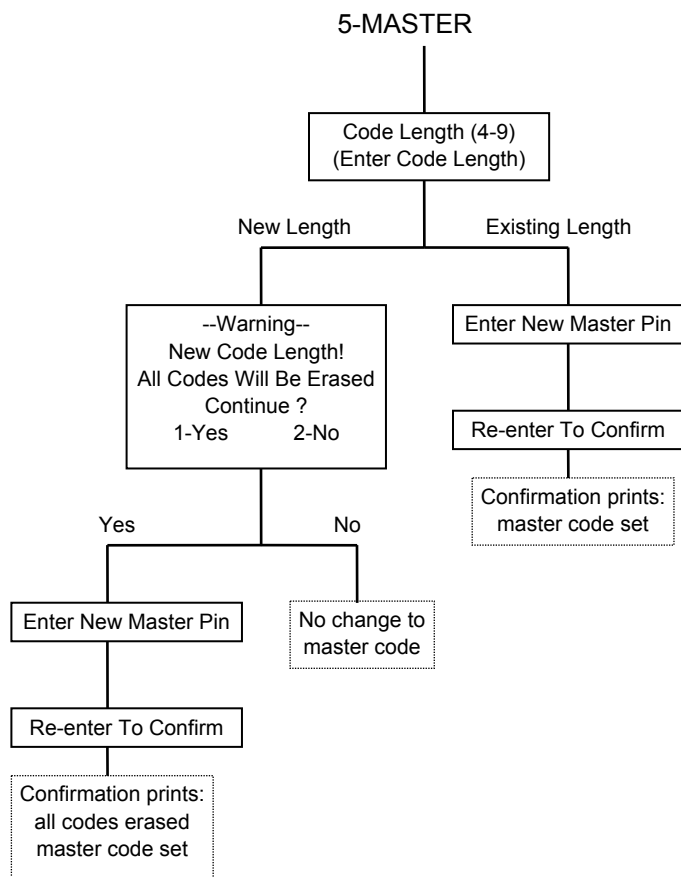 5-MASTER
Code Length (4-9)
(Enter Code Length)
New Length
Existing Length
--Warning--
New Code Length!
All Codes Will Be Erased
Continue ?
1-Yes 2-No
Enter New Master Pin
Re-enter To Confirm
Confirmation prints:
master code set
Yes
No
Enter New Master Pin
No change to
master code
Re-enter To Confirm
Confirmation prints:
all codes erased
master code set